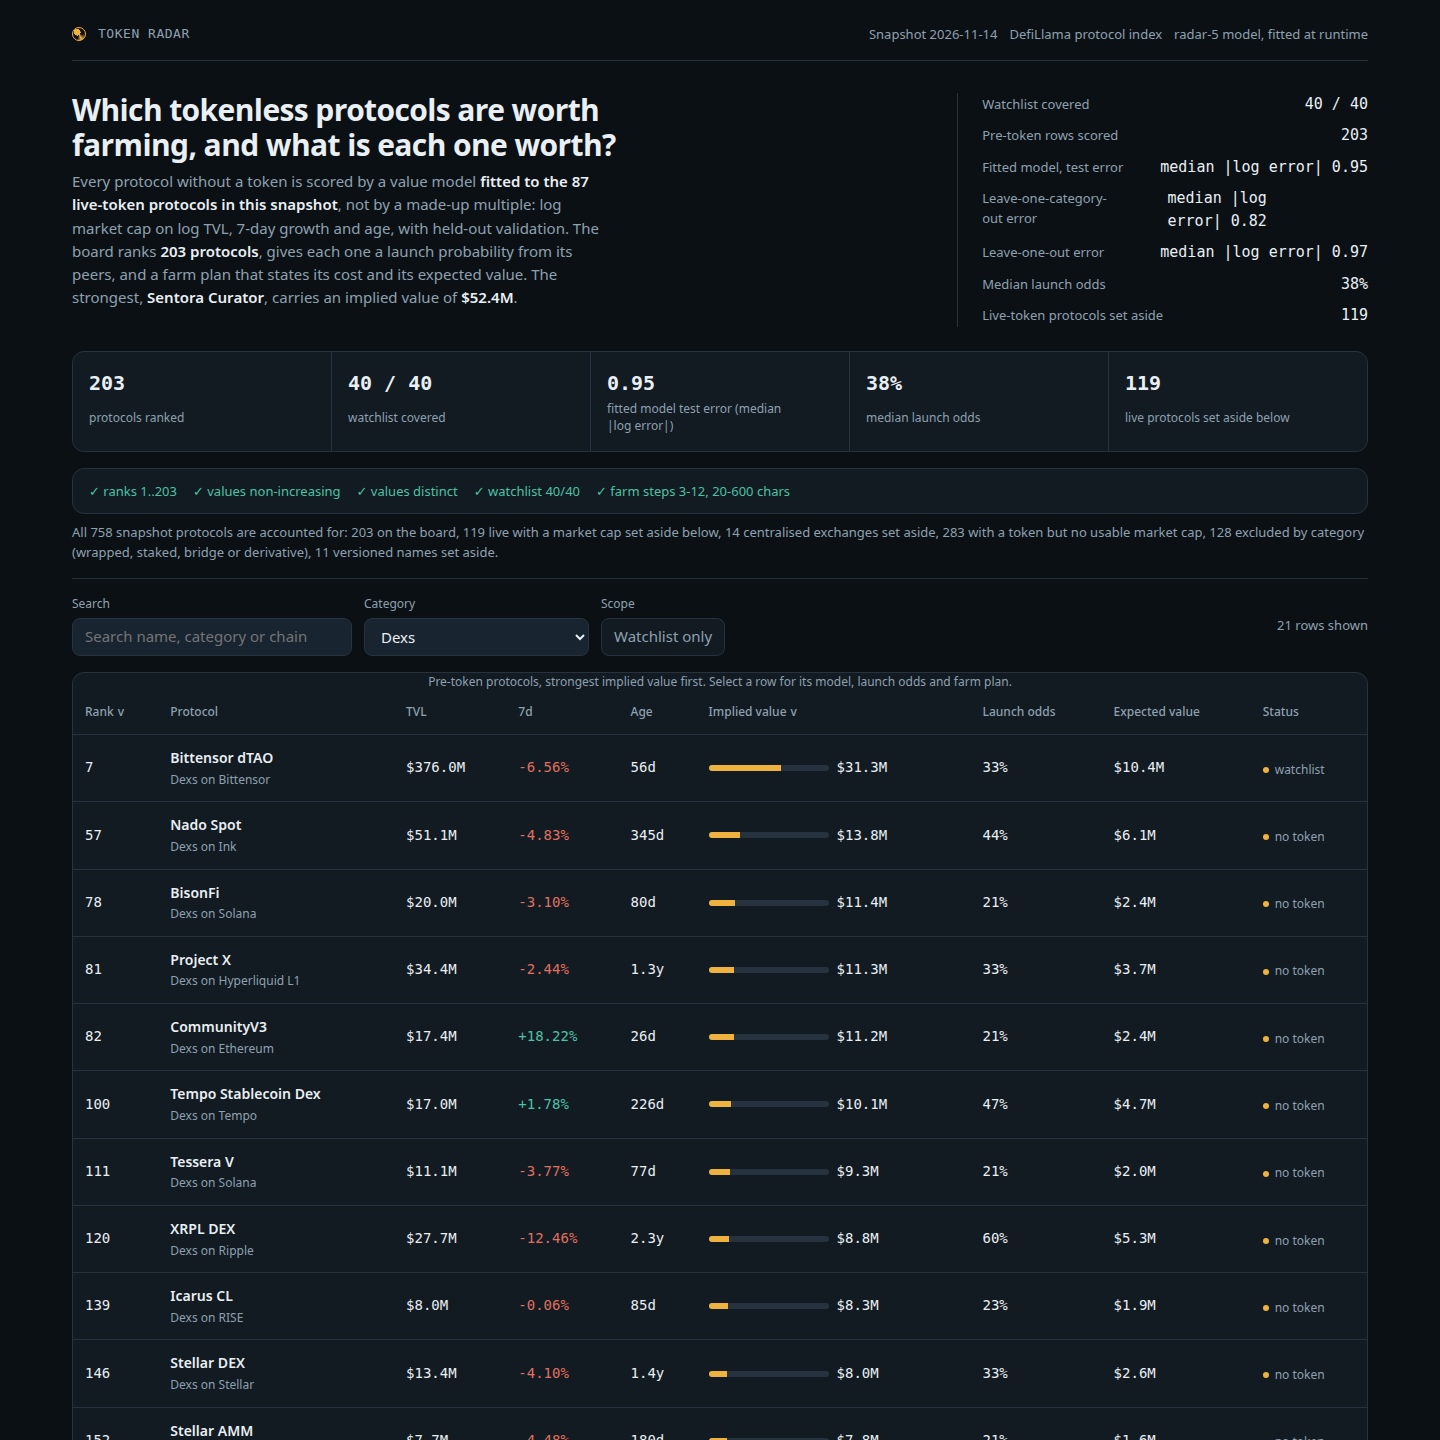 TOKEN RADAR
Snapshot 2026-11-14 DefiLlama protocol index radar-5 model, fitted at runtime
Which tokenless protocols are worth
farming, and what is each one worth?
Every protocol without a token is scored by a value model fitted to the 87
live-token protocols in this snapshot, not by a made-up multiple: log
market cap on log TVL, 7-day growth and age, with held-out validation. The
board ranks 203 protocols, gives each one a launch probability from its
peers, and a farm plan that states its cost and its expected value. The
strongest, Sentora Curator, carries an implied value of $52.4M.
Watchlist covered 40 / 40
Pre-token rows scored 203
Fitted model, test error median |log error| 0.95
Leave-one-category- median |log
out error error| 0.82
Leave-one-out error median |log error| 0.97
Median launch odds 38%
Live-token protocols set aside 119
203 40 / 40 0.95 38% 119
protocols ranked watchlist covered fitted model test error (median median launch odds live protocols set aside below
|log error|)
✓ ranks 1..203 ✓ values non-increasing ✓ values distinct ✓ watchlist 40/40 ✓ farm steps 3-12, 20-600 chars
All 758 snapshot protocols are accounted for: 203 on the board, 119 live with a market cap set aside below, 14 centralised exchanges set aside, 283 with a token but no usable market cap, 128 excluded by category
(wrapped, staked, bridge or derivative), 11 versioned names set aside.
Search Category Scope
Search name, category or chain Dexs Watchlist only 21 rows shown
Pre-token protocols, strongest implied value first. Select a row for its model, launch odds and farm plan.
Rank v Protocol TVL 7d Age Implied value v Launch odds Expected value Status
7 Bittensor dTAO $376.0M -6.56% 56d $31.3M 33% $10.4M watchlist
Dexs on Bittensor
57 Nado Spot $51.1M -4.83% 345d $13.8M 44% $6.1M no token
Dexs on Ink
78 BisonFi $20.0M -3.10% 80d $11.4M 21% $2.4M no token
Dexs on Solana
81 Project X $34.4M -2.44% 1.3y $11.3M 33% $3.7M no token
Dexs on Hyperliquid L1
82 CommunityV3 $17.4M +18.22% 26d $11.2M 21% $2.4M no token
Dexs on Ethereum
100 Tempo Stablecoin Dex $17.0M +1.78% 226d $10.1M 47% $4.7M no token
Dexs on Tempo
111 Tessera V $11.1M -3.77% 77d $9.3M 21% $2.0M no token
Dexs on Solana
120 XRPL DEX $27.7M -12.46% 2.3y $8.8M 60% $5.3M no token
Dexs on Ripple
139 Icarus CL $8.0M -0.06% 85d $8.3M 23% $1.9M no token
Dexs on RISE
146 Stellar DEX $13.4M -4.10% 1.4y $8.0M 33% $2.6M no token
Dexs on Stellar
Stellar AMM